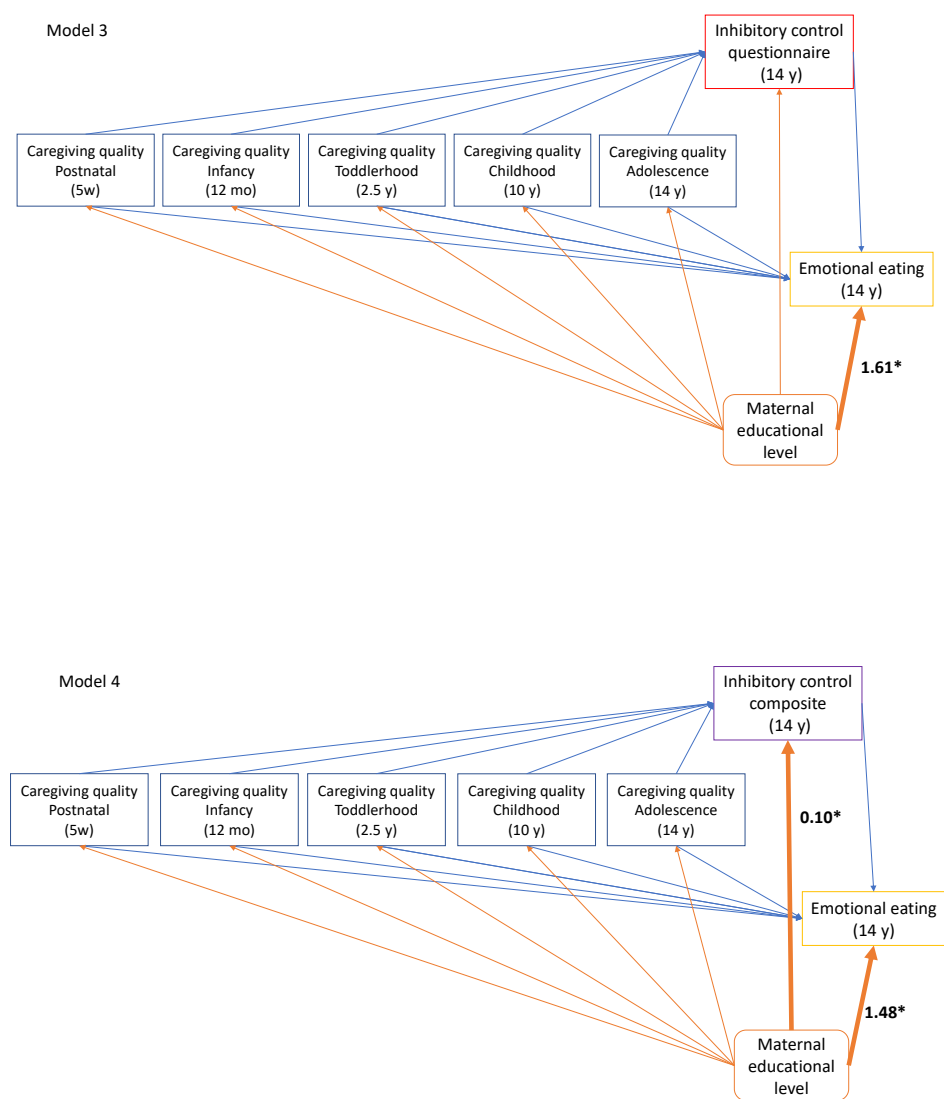 Model 3
Inhibitory control
questionnaire
(14 y)
Caregiving quality
Postnatal
(5w)
Caregiving quality
Infancy
(12 mo)
Caregiving quality
Toddlerhood
(2.5 y)
Caregiving quality
Childhood
(10 y)
Caregiving quality
Adolescence
(14 y)
Emotional eating
(14 y)
1.61*
Maternal
educational
level
Model 4
Inhibitory control
composite
(14 y)
Caregiving quality
Postnatal
(5w)
Caregiving quality
Infancy
(12 mo)
Caregiving quality
Toddlerhood
(2.5 y)
Caregiving quality
Childhood
(10 y)
Caregiving quality
Adolescence
(14 y)
0.10*
Emotional eating
(14 y)
1.48*
Maternal
educational
level